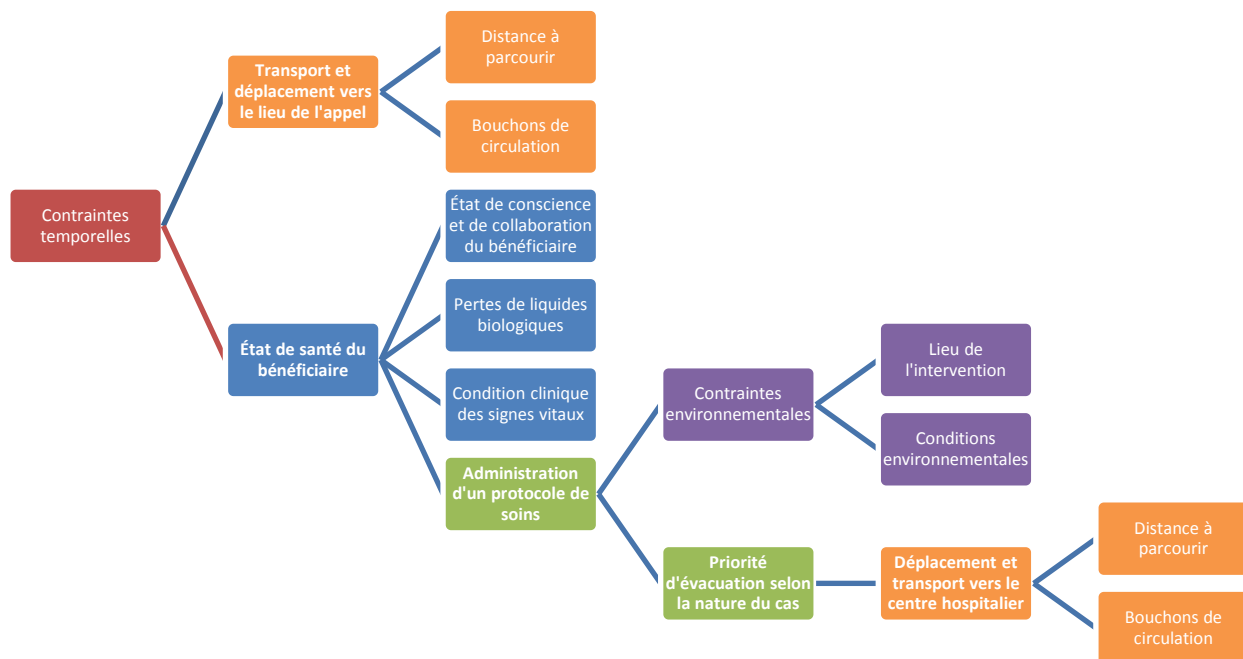 Distance à
parcourir
Transport et
déplacement vers
le lieu de l'appel
Bouchons de
circulation
Contraintes
temporelles
État de conscience
et de collaboration
du bénéficiaire
Pertes de liquides
biologiques
État de santé du
bénéficiaire
Condition clinique
des signes vitaux
Administration
d'un protocole de
soins
Contraintes
environnementales
Lieu de
l'intervention
Conditions
environnementales
Priorité
d'évacuation selon
la nature du cas
Déplacement et
transport vers le
centre hospitalier
Distance à
parcourir
Bouchons de
circulation